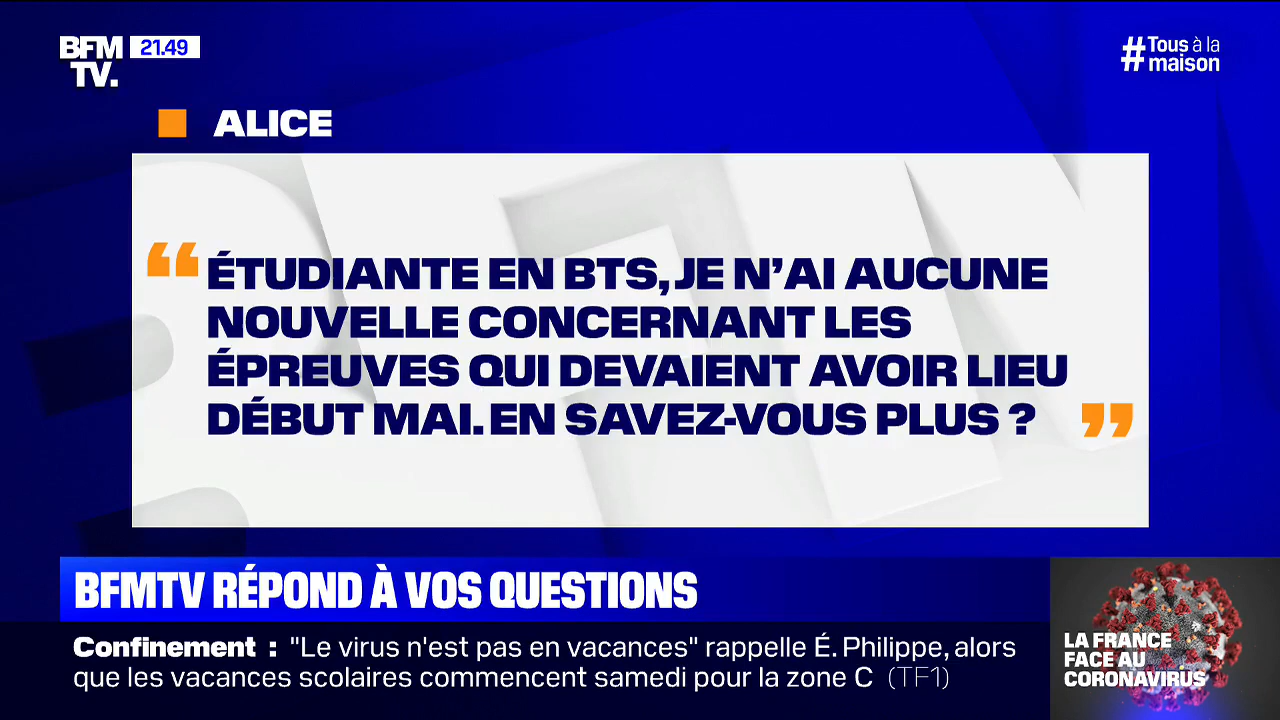 BFM 21.49
TV.
#Tous à la
maison
ALICE
“ÉTUDIANTE EN BTS, JE N’AI AUCUNE
NOUVELLE CONCERNANT LES
ÉPREUVES QUI DEVAIENT AVOIR LIEU
DÉBUT MAI. EN SAVEZ-VOUS PLUS ?”
BFMTV RÉPOND À VOS QUESTIONS
Confinement : "Le virus n'est pas en vacances" rappelle É. Philippe, alors
que les vacances scolaires commencent samedi pour la zone C (TF1)
LA FRANCE
FACE AU
CORONAVIRUS